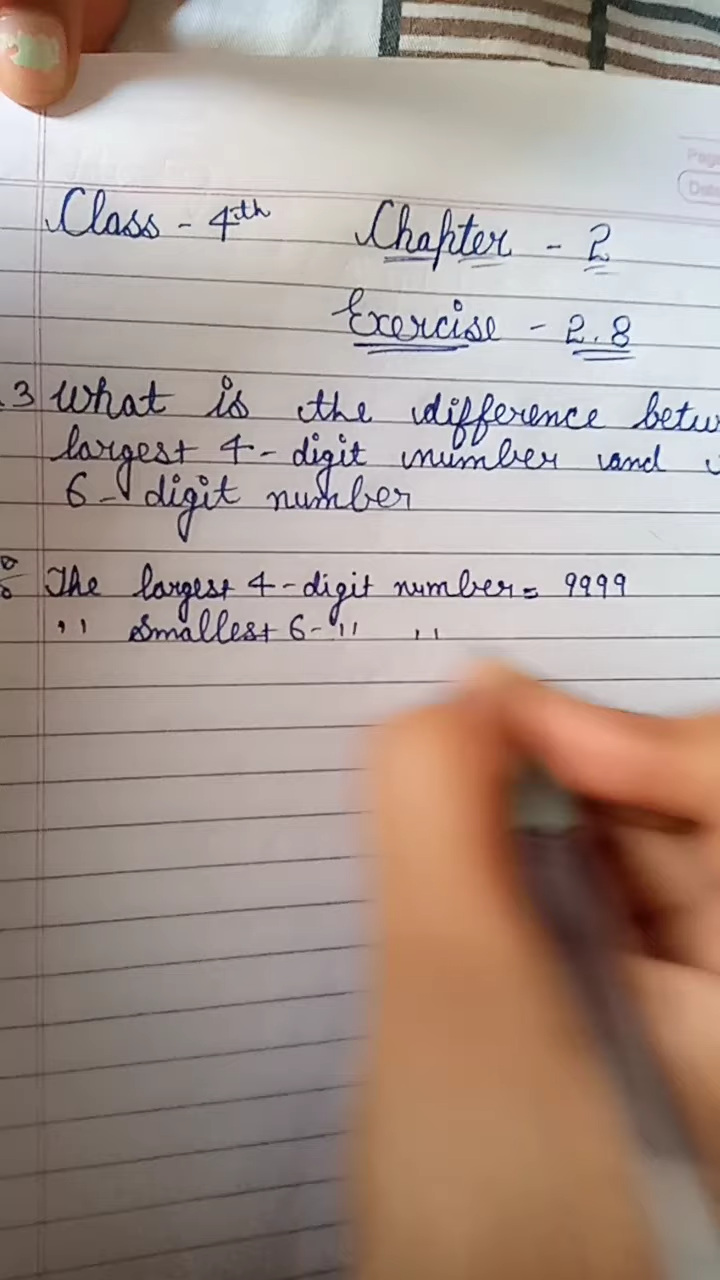 Class - 4th Chapter - 2
Exercise - 2.8
3 What is the difference
largest 4-digit number and
6-digit number
The largest 4-digit number = 9999
,, Smallest 6- ,, ,,